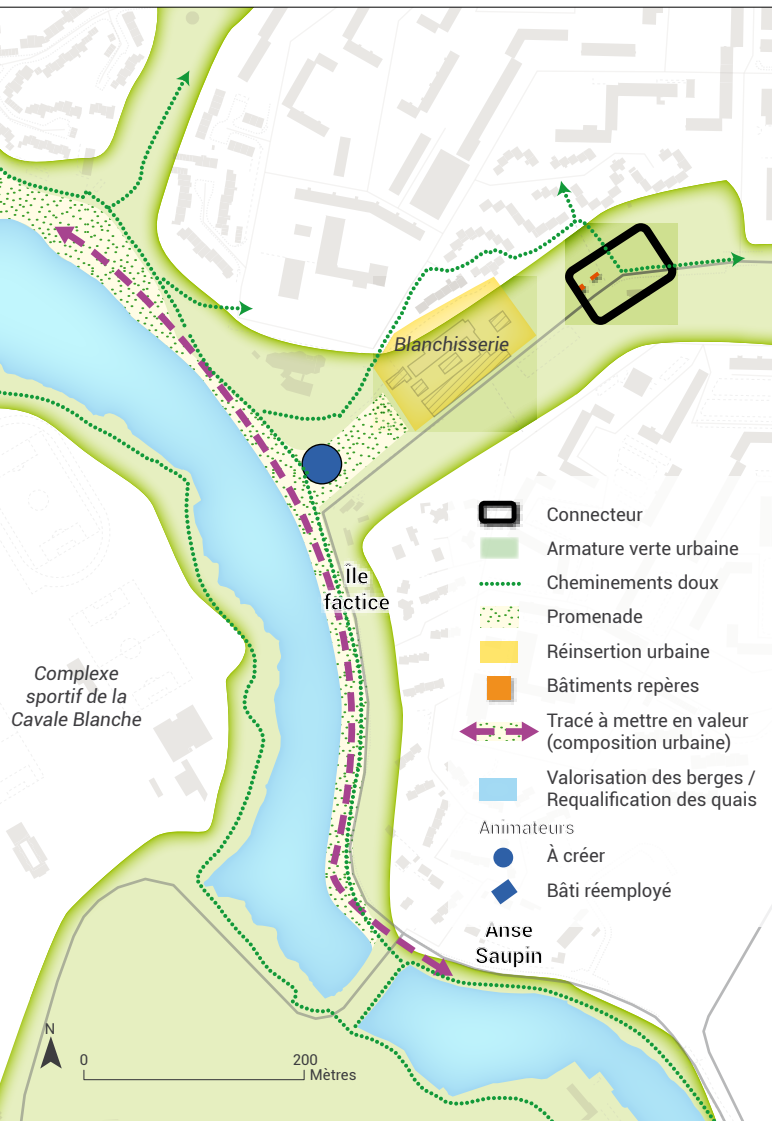 Blanchisserie
Île
factice
Complexe
sportif de la
Cavale Blanche
Connecteur
Armature verte urbaine
Cheminements doux
Promenade
Réinsertion urbaine
Bâtiments repères
Tracé à mettre en valeur
(composition urbaine)
Valorisation des berges /
Requalification des quais
Animateurs
À créer
Bâti réemployé
Anse
Saupin
N
0 200
Mètres